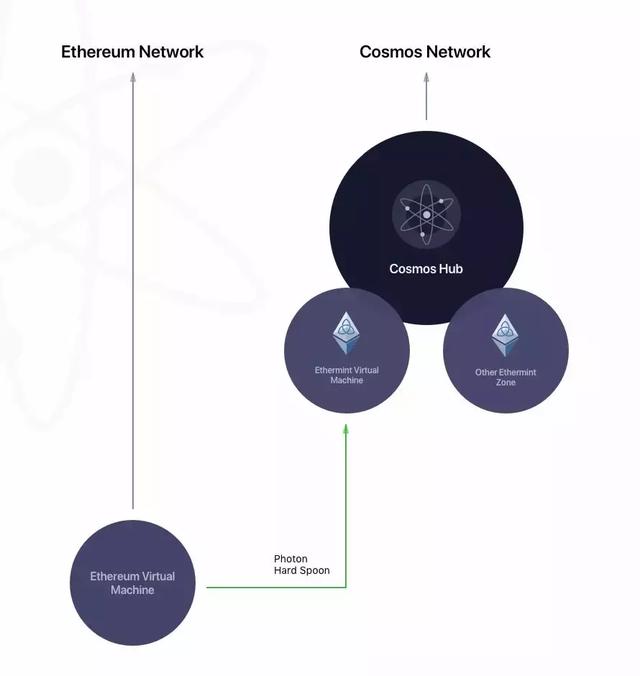 Ethereum Network
Cosmos Network
Cosmos Hub
Ethermint Virtual
Machine
Other Ethermint
Zone
Photon
Hard Spoon
Ethereum Virtual
Machine